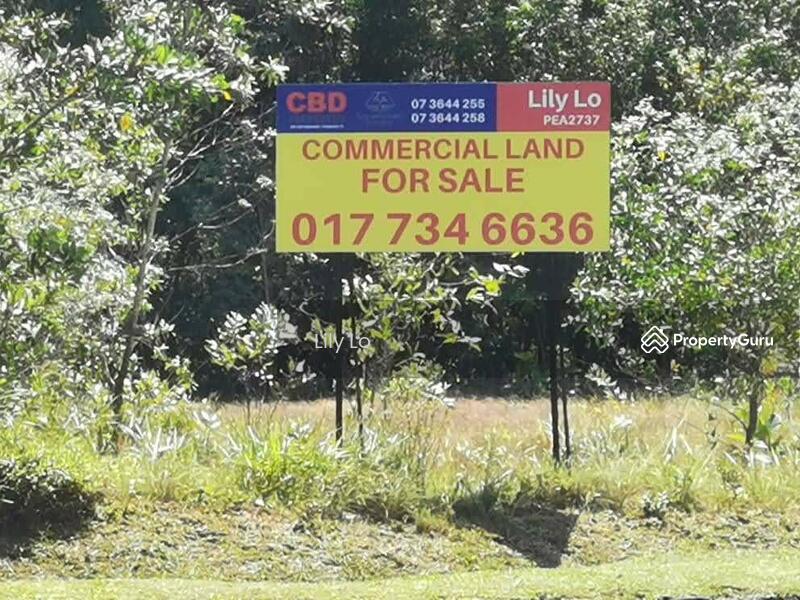 CBD
PROPERTIES
07 3644 255
07 3644 258
Lily Lo
PEA2737
COMMERCIAL LAND
FOR SALE
017 734 6636
Lily Lo
PropertyGuru